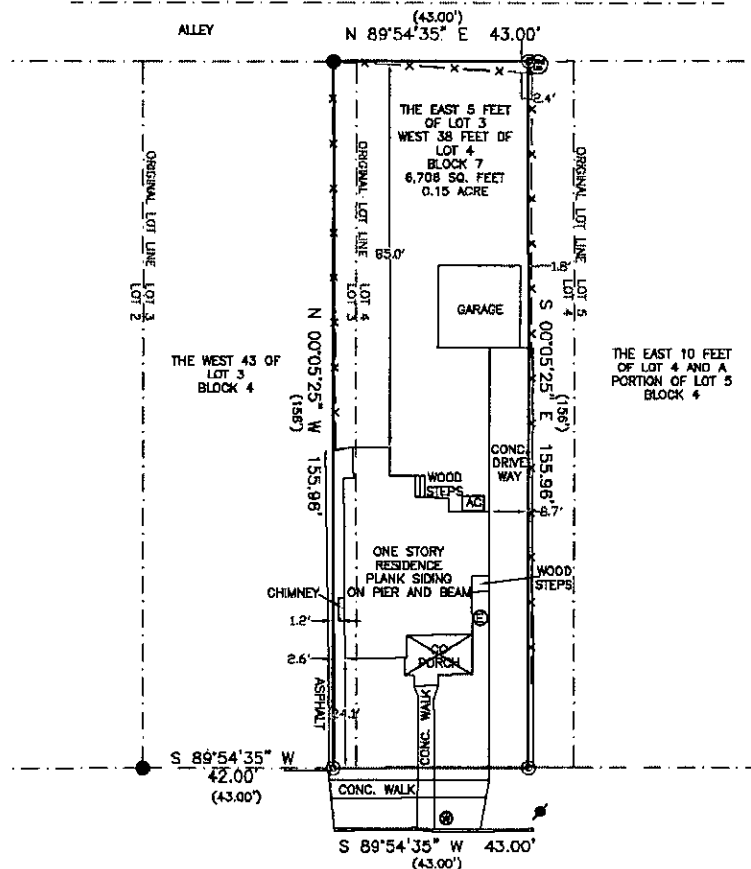 (43.00')
ALLEY
N 89°54'35" E 43.00'
2.4'
THE EAST 5 FEET
OF LOT 3
WEST 38 FEET OF
LOT 4
BLOCK 7
6,708 SQ. FEET
0.15 ACRE
ORIGINAL LOT LINE
LOT 3
LOT 2
ORIGINAL LOT LINE
LOT 4
LOT 3
ORIGINAL LOT LINE
LOT 5
LOT 4
85.0'
1.8'
GARAGE
THE WEST 43 OF
LOT 3
BLOCK 4
THE EAST 10 FEET
OF LOT 4 AND A
PORTION OF LOT 5
BLOCK 4
N 00°05'25" W 155.96'
(156')
S 00°05'25" E 155.96'
(156')
CONC.
DRIVE
WAY
WOOD
STEPS
AC
8.7'
ONE STORY
RESIDENCE
PLANK SIDING
ON PIER AND BEAM
WOOD
STEPS
CHIMNEY
1.2'
E
2.6'
CO
PORCH
ASPHALT
24.1'
CONC. WALK
S 89°54'35" W
42.00'
(43.00')
CONC. WALK
W
S 89°54'35" W 43.00'
(43.00')